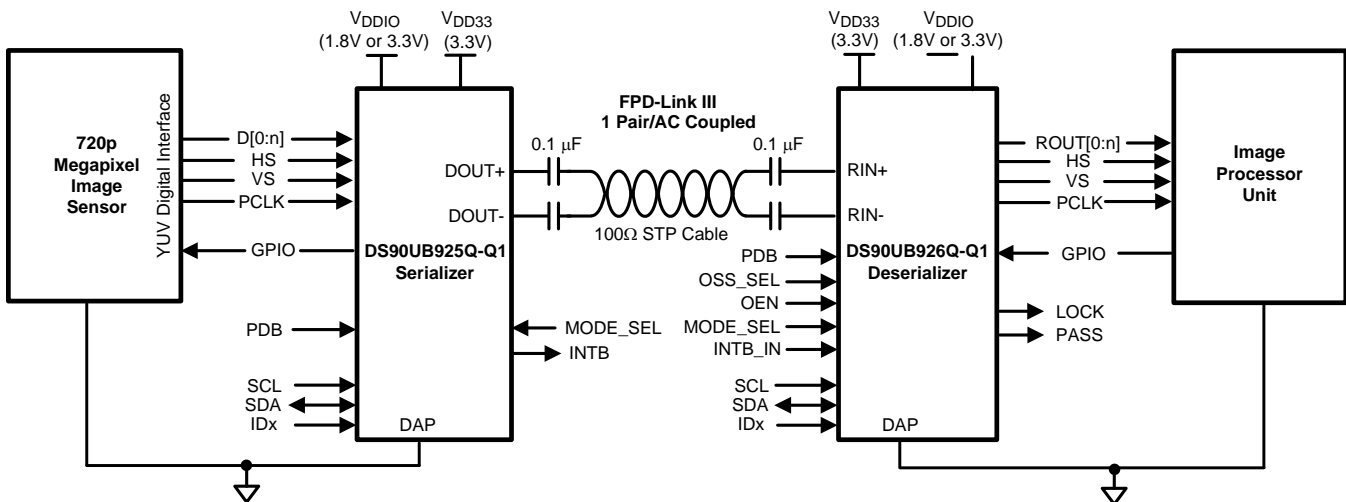 VDDIO
(1.8V or 3.3V)
VDD33
(3.3V)
VDD33
(3.3V)
VDDIO
(1.8V or 3.3V)
720p
Megapixel
Image
Sensor
YUV Digital Interface
D[0:n]
HS
VS
PCLK
GPIO
PDB
SCL
SDA
IDx
DOUT+
DOUT-
DS90UB925Q-Q1
Serializer
DAP
MODE_SEL
INTB
FPD-Link III
1 Pair/AC Coupled
0.1 μF
0.1 μF
100Ω STP Cable
PDB
OSS_SEL
OEN
MODE_SEL
INTB_IN
SCL
SDA
IDx
RIN+
RIN-
DS90UB926Q-Q1
Deserializer
DAP
ROUT[0:n]
HS
VS
PCLK
GPIO
LOCK
PASS
Image
Processor
Unit